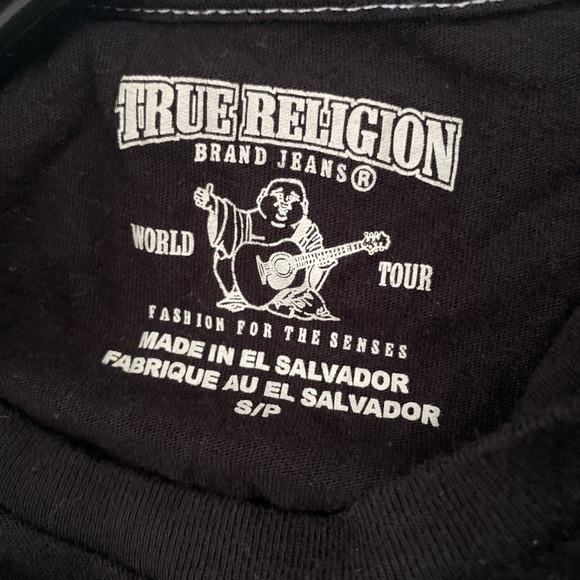 TRUE RELIGION
BRAND JEANS®
WORLD TOUR
FASHION FOR THE SENSES
MADE IN EL SALVADOR
FABRIQUE AU EL SALVADOR
S/P